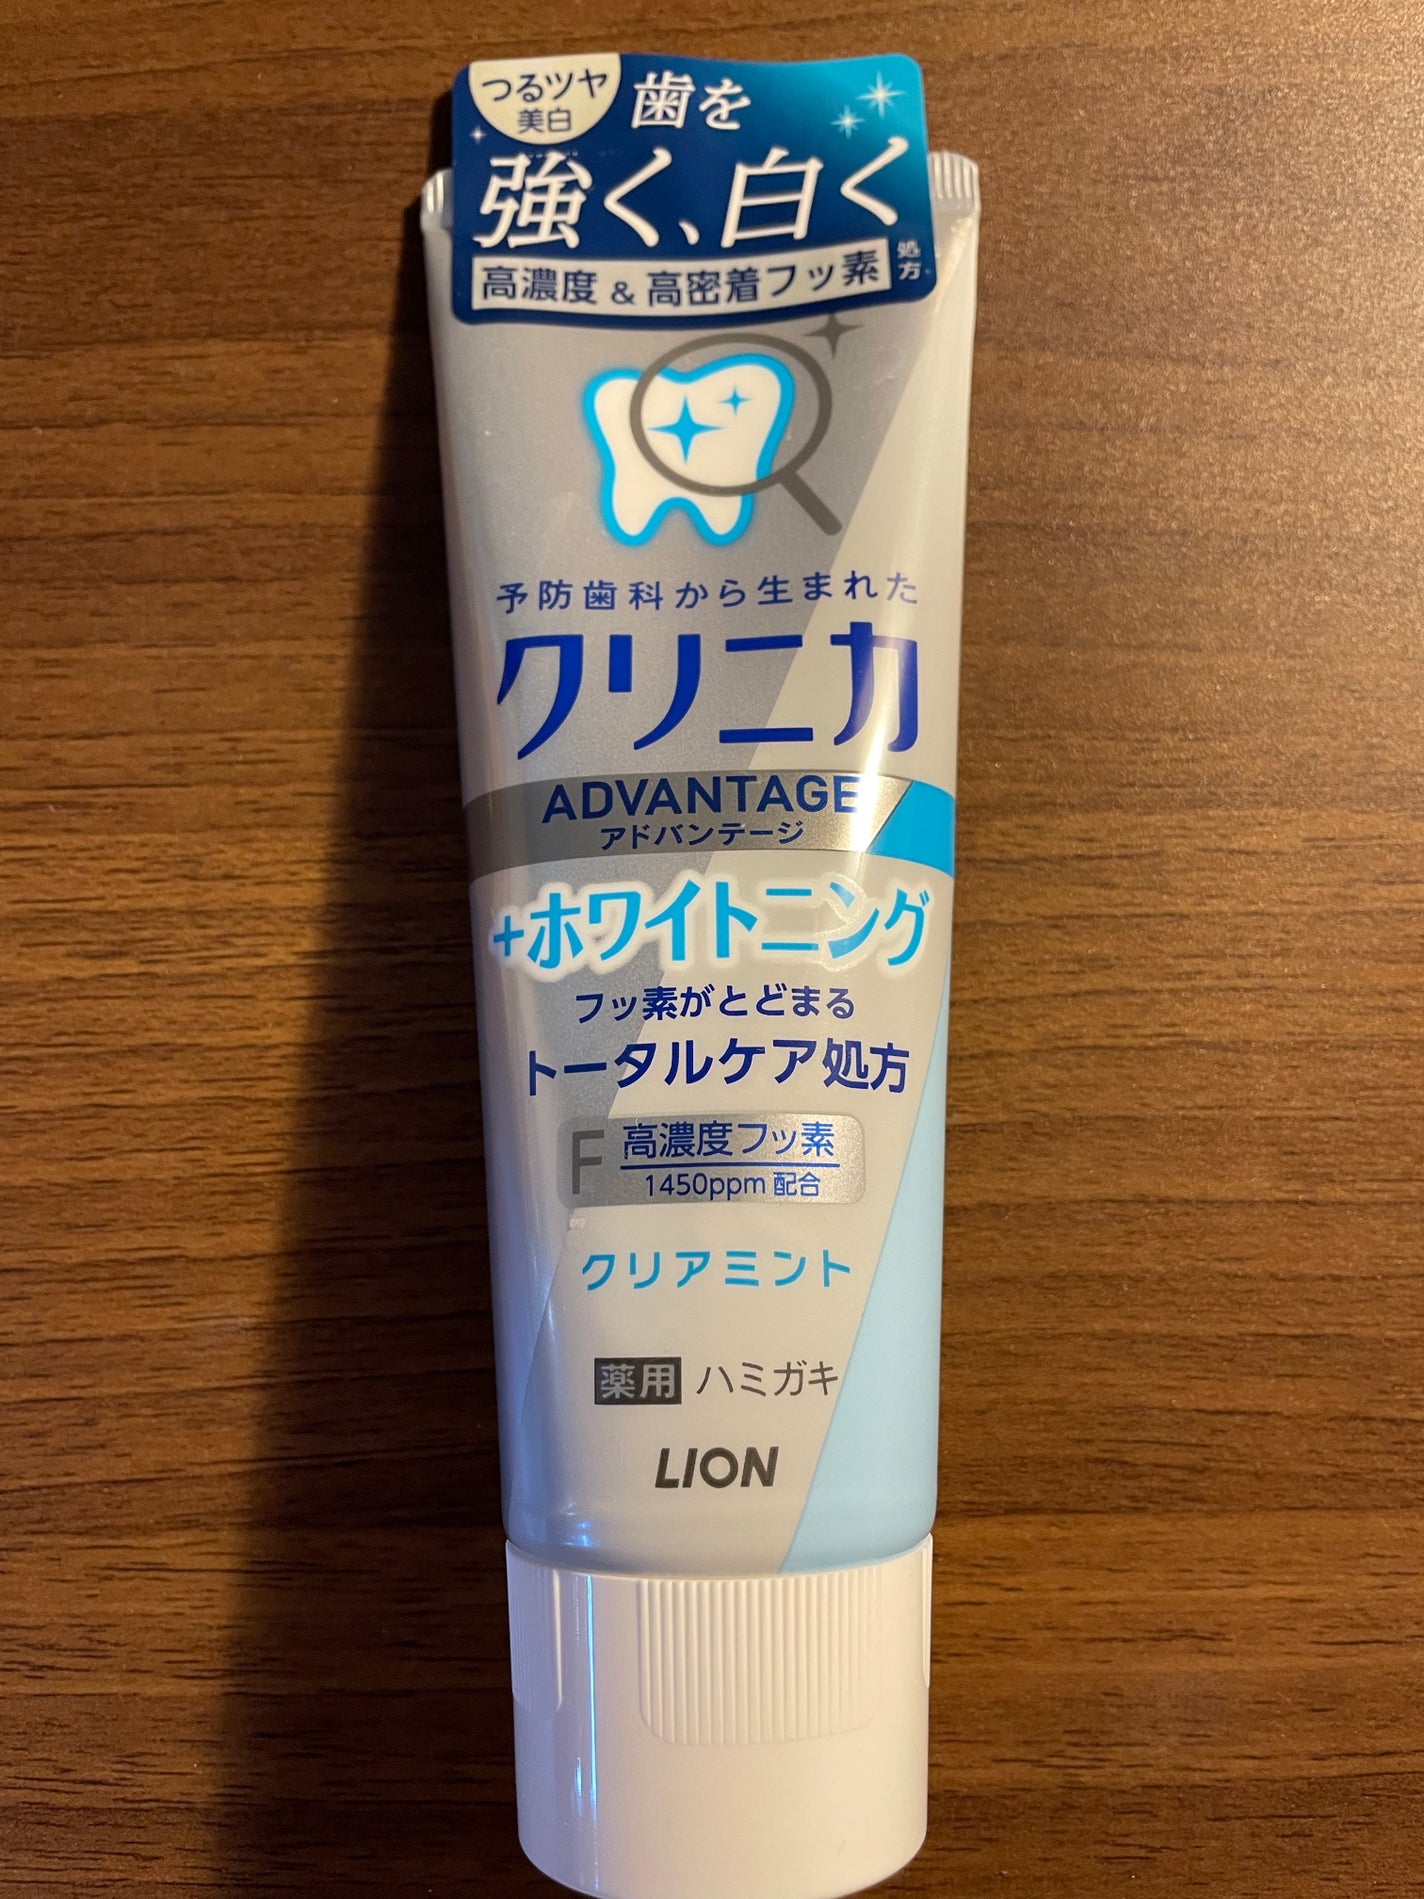 つるツヤ
美白
歯を
強く、白く
高濃度＆高密着フッ素 処方
予防歯科から生まれた
クリニカ
ADVANTAGE
アドバンテージ
+ホワイトニング
フッ素がとどまる
トータルケア処方
F 高濃度フッ素
1450ppm 配合
クリアミント
薬用 ハミガキ
LION